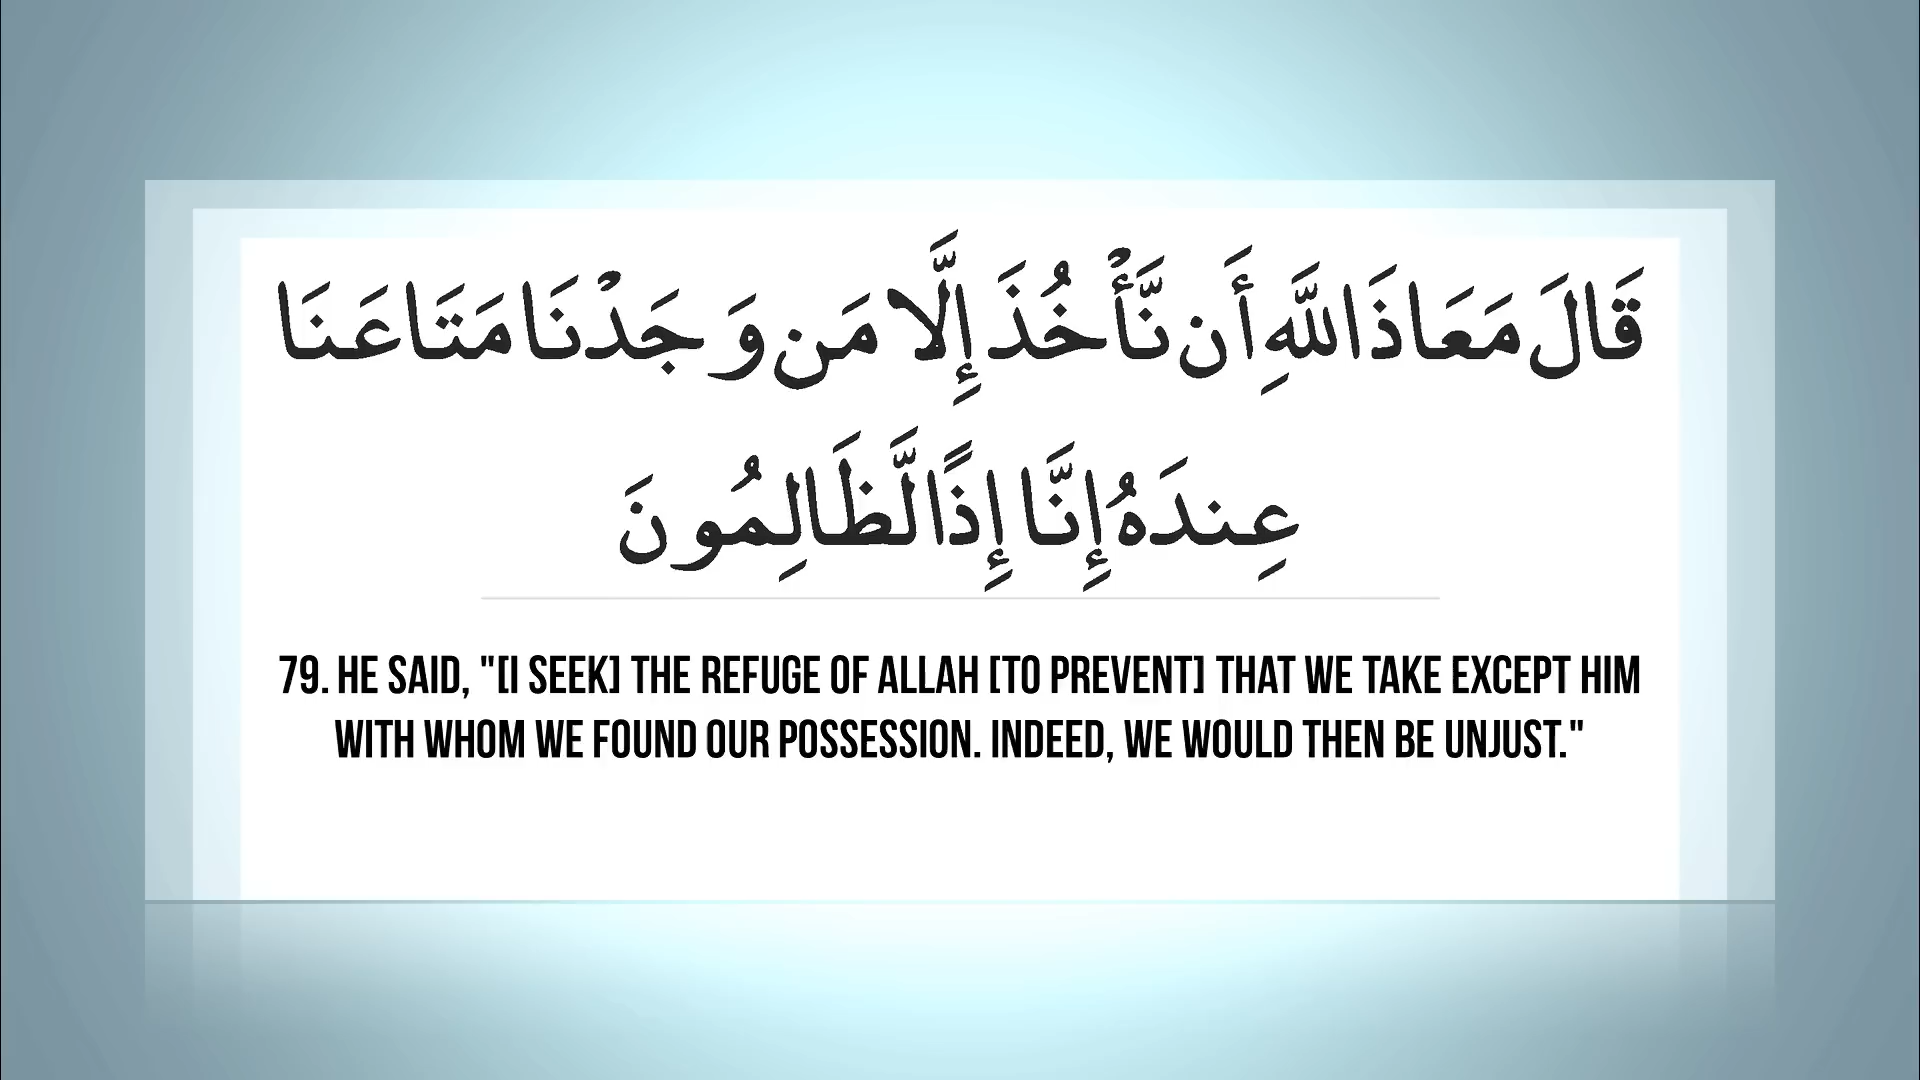 قَالَ مَعَاذَ اللَّهِ أَن نَّأْخُذَ إِلَّا مَن وَجَدْنَا مَتَاعَنَا
عِندَهُ إِنَّا إِذًا لَّظَالِمُونَ
79. HE SAID, "[I SEEK] THE REFUGE OF ALLAH [TO PREVENT] THAT WE TAKE EXCEPT HIM
WITH WHOM WE FOUND OUR POSSESSION. INDEED, WE WOULD THEN BE UNJUST."